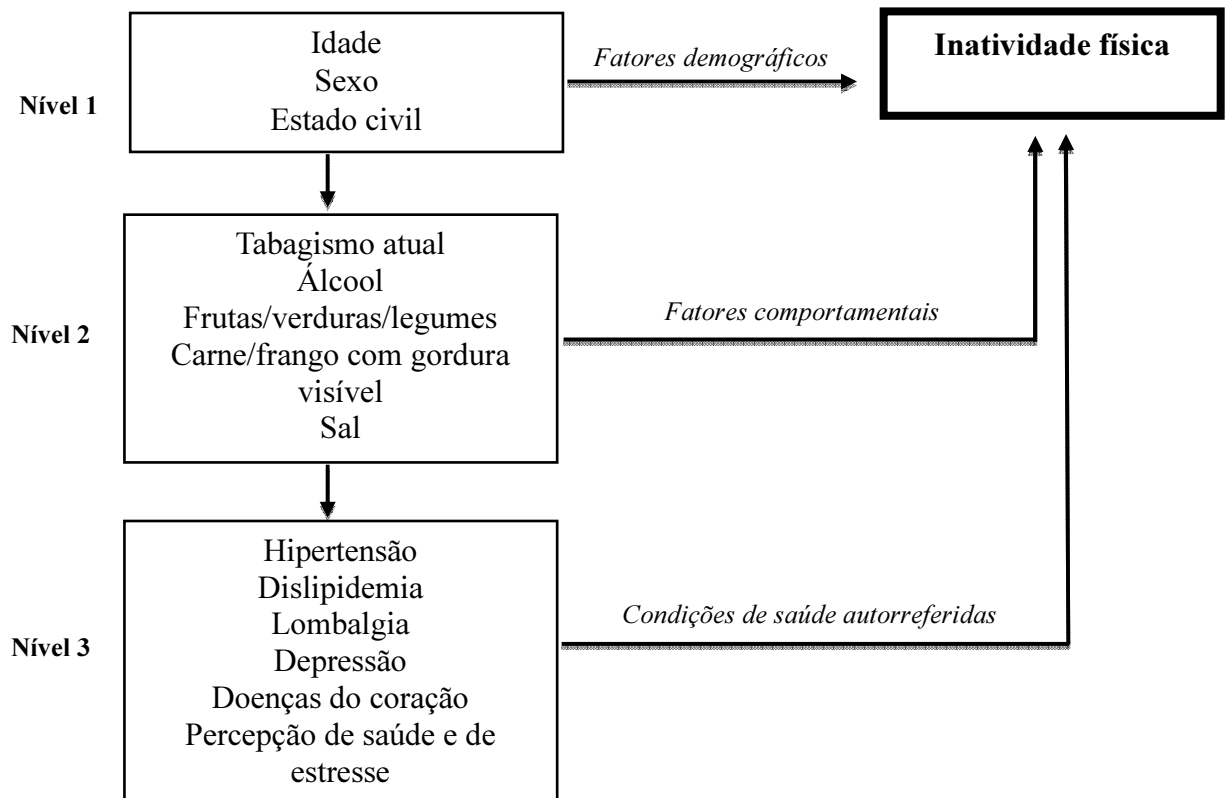 Idade
Sexo
Estado civil
Nível 1
Fatores demográficos
Inatividade física
Tabagismo atual
Álcool
Frutas/verduras/legumes
Carne/frango com gordura
visível
Sal
Nível 2
Fatores comportamentais
Hipertensão
Dislipidemia
Lombalgia
Depressão
Doenças do coração
Percepção de saúde e de
estresse
Nível 3
Condições de saúde autorreferidas